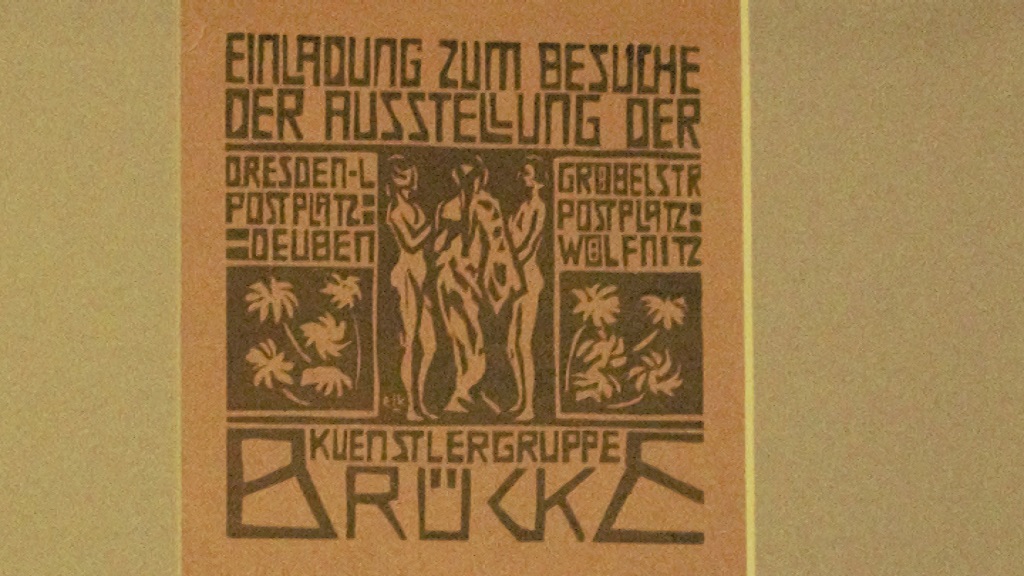 EINLADUNG ZUM BESUCHE
DER AUSSTELLUNG DER
DRESDEN-L
POSTPLATZ:
=DEUBEN
GRÖBELSTR
POSTPLATZ:
WÖLFNITZ
KUENSTLERGRUPPE
BRÜCKE